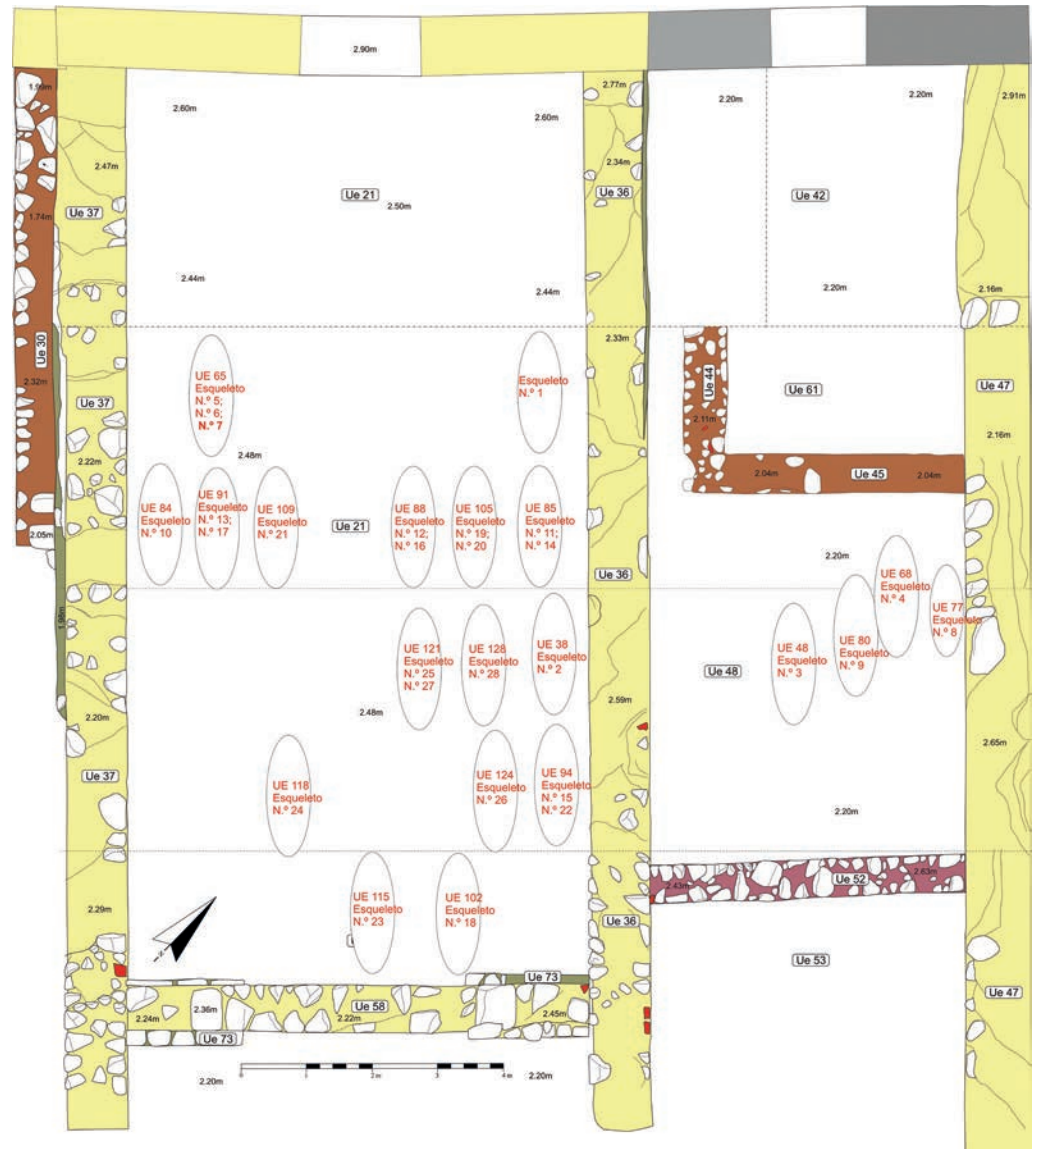 2.90m
1.99m
2.77m
2.60m
2.60m
2.20m
2.20m
2.91m
2.47m
2.34m
Ue 21
2.50m
Ue 36
Ue 42
Ue 37
1.74m
2.44m
2.44m
2.20m
2.16m
Ue 30
2.33m
2.32m
UE 65
Esqueleto
N.º 5;
N.º 6;
N.º 7
Esqueleto
N.º 1
Ue 44
2.11m
Ue 61
Ue 47
Ue 37
2.16m
2.22m
2.48m
2.04m
Ue 45
2.04m
UE 84
Esqueleto
N.º 10
UE 91
Esqueleto
N.º 13;
N.º 17
UE 109
Esqueleto
N.º 21
Ue 21
UE 88
Esqueleto
N.º 12;
N.º 16
UE 105
Esqueleto
N.º 19;
N.º 20
UE 85
Esqueleto
N.º 11;
N.º 14
2.05m
2.20m
Ue 36
UE 68
Esqueleto
N.º 4
UE 77
Esqueleto
N.º 8
1.98m
UE 121
Esqueleto
N.º 25
N.º 27
UE 128
Esqueleto
N.º 28
UE 38
Esqueleto
N.º 2
Ue 48
UE 48
Esqueleto
N.º 3
UE 80
Esqueleto
N.º 9
2.20m
2.48m
2.59m
2.65m
Ue 37
UE 118
Esqueleto
N.º 24
UE 124
Esqueleto
N.º 26
UE 94
Esqueleto
N.º 15
N.º 22
2.20m
2.43m
Ue 52
2.63m
2.29m
UE 115
Esqueleto
N.º 23
UE 102
Esqueleto
N.º 18
Ue 36
Ue 53
Ue 73
Ue 47
2.24m
2.36m
Ue 58
2.22m
2.45m
Ue 73
0
1
2 m
3
4 m
2.20m
2.20m